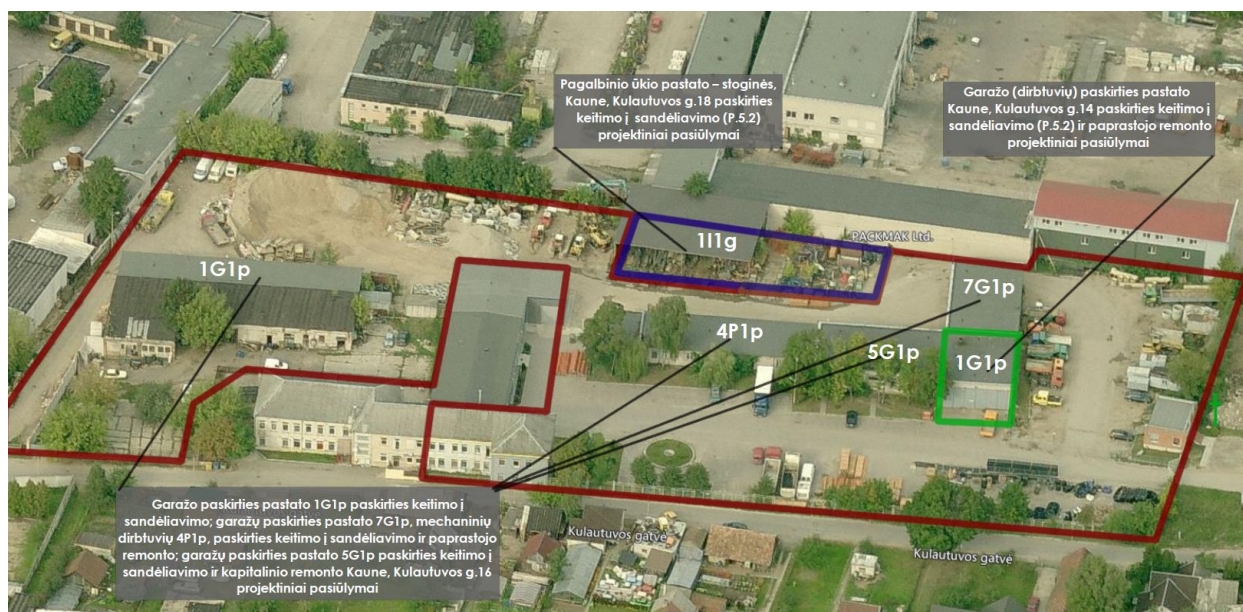 Pagalbinio ūkio pastato – stoginės,
Kaune, Kulautuvos g.18 paskirties
keitimo į  sandėliavimo (P.5.2)
projektiniai pasiūlymai
Garažo (dirbtuvių) paskirties pastato
Kaune, Kulautuvos g.14 paskirties keitimo į
sandėliavimo (P.5.2) ir paprastojo remonto
projektiniai pasiūlymai
1I1g
PACKMAK Ltd.
1G1p
7G1p
4P1p
5G1p
1G1p
Garažo paskirties pastato 1G1p paskirties keitimo į
sandėliavimo; garažų paskirties pastato 7G1p, mechaninių
dirbtuvių 4P1p, paskirties keitimo į sandėliavimo ir paprastojo
remonto; garažų paskirties pastato 5G1p paskirties keitimo į
sandėliavimo ir kapitalinio remonto Kaune, Kulautuvos g.16
projektiniai pasiūlymai
Kulautuvos gatvė
Kulautuvos gatvė